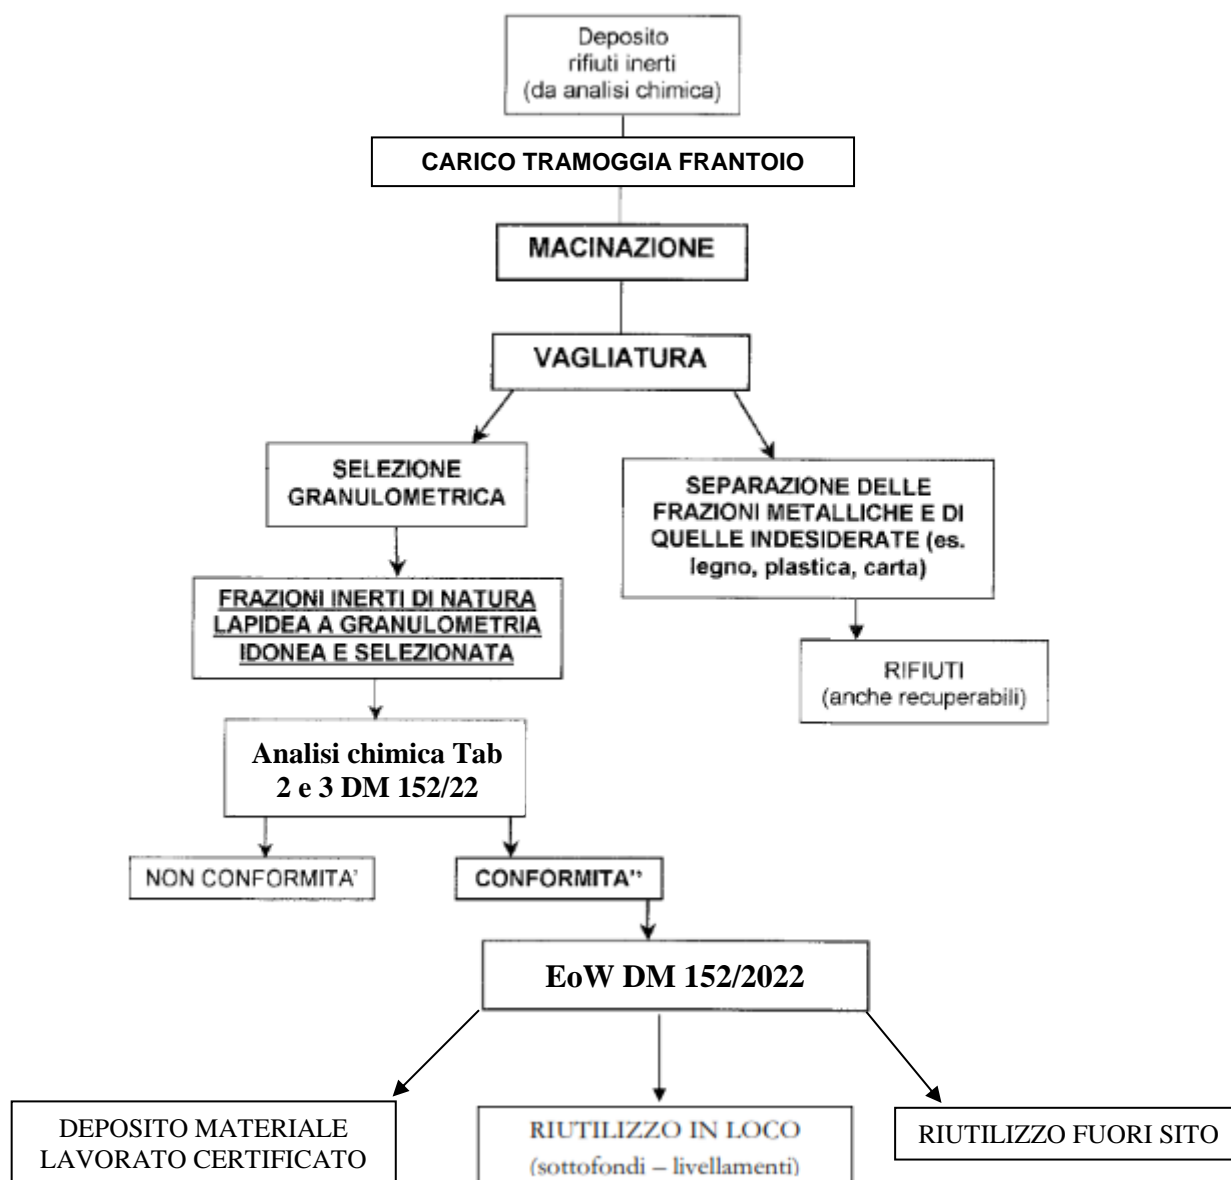 Deposito
rifiuti inerti
(da analisi chimica)
CARICO TRAMOGGIA FRANTOIO
MACINAZIONE
VAGLIATURA
SELEZIONE
GRANULOMETRICA
SEPARAZIONE DELLE
FRAZIONI METALLICHE E DI
QUELLE INDESIDERATE (es.
legno, plastica, carta)
FRAZIONI INERTI DI NATURA
LAPIDEA A GRANULOMETRIA
IDONEA E SELEZIONATA
RIFIUTI
(anche recuperabili)
Analisi chimica Tab
2 e 3 DM 152/22
NON CONFORMITA'
CONFORMITA'*
EoW DM 152/2022
DEPOSITO MATERIALE
LAVORATO CERTIFICATO
RIUTILIZZO IN LOCO
(sottofondi – livellamenti)
RIUTILIZZO FUORI SITO